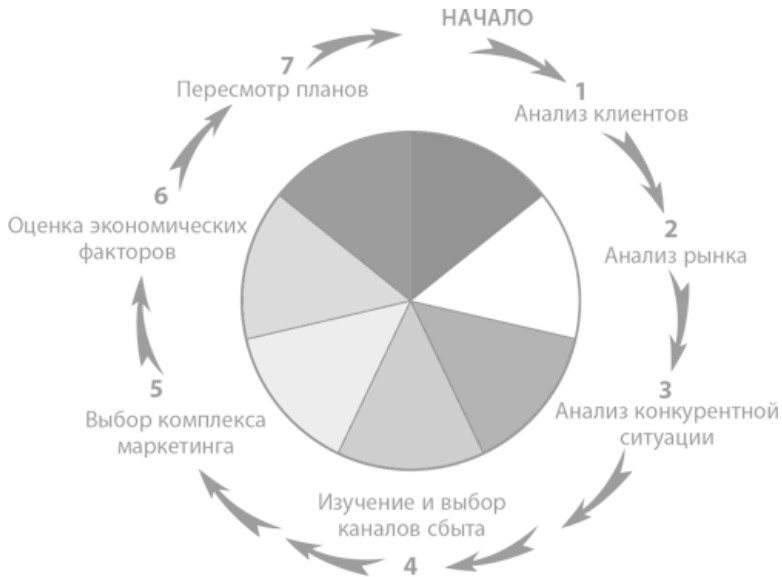 НАЧАЛО
1
Анализ клиентов
2
Анализ рынка
3
Анализ конкурентной
ситуации
Изучение и выбор
каналов сбыта
4
5
Выбор комплекса
маркетинга
6
Оценка экономических
факторов
7
Пересмотр планов